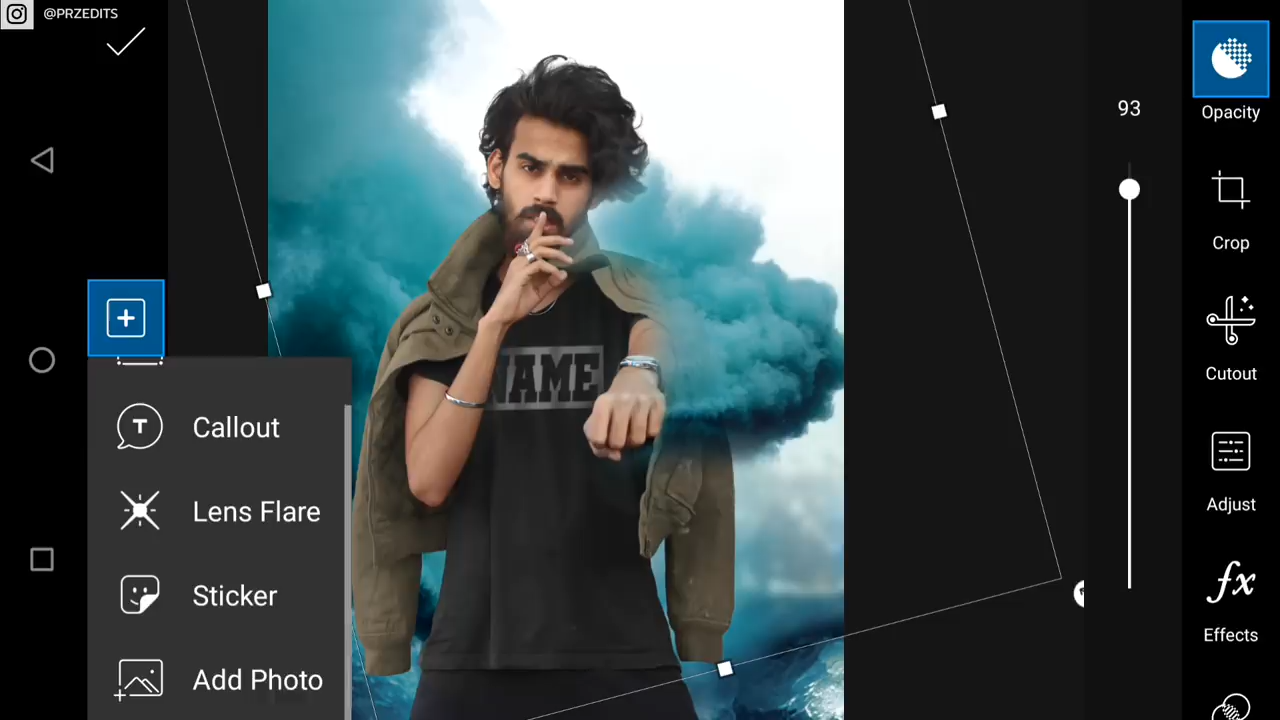 @PRZEDITS
93
Opacity
Crop
Cutout
Adjust
Effects
Callout
Lens Flare
Sticker
Add Photo
NAME